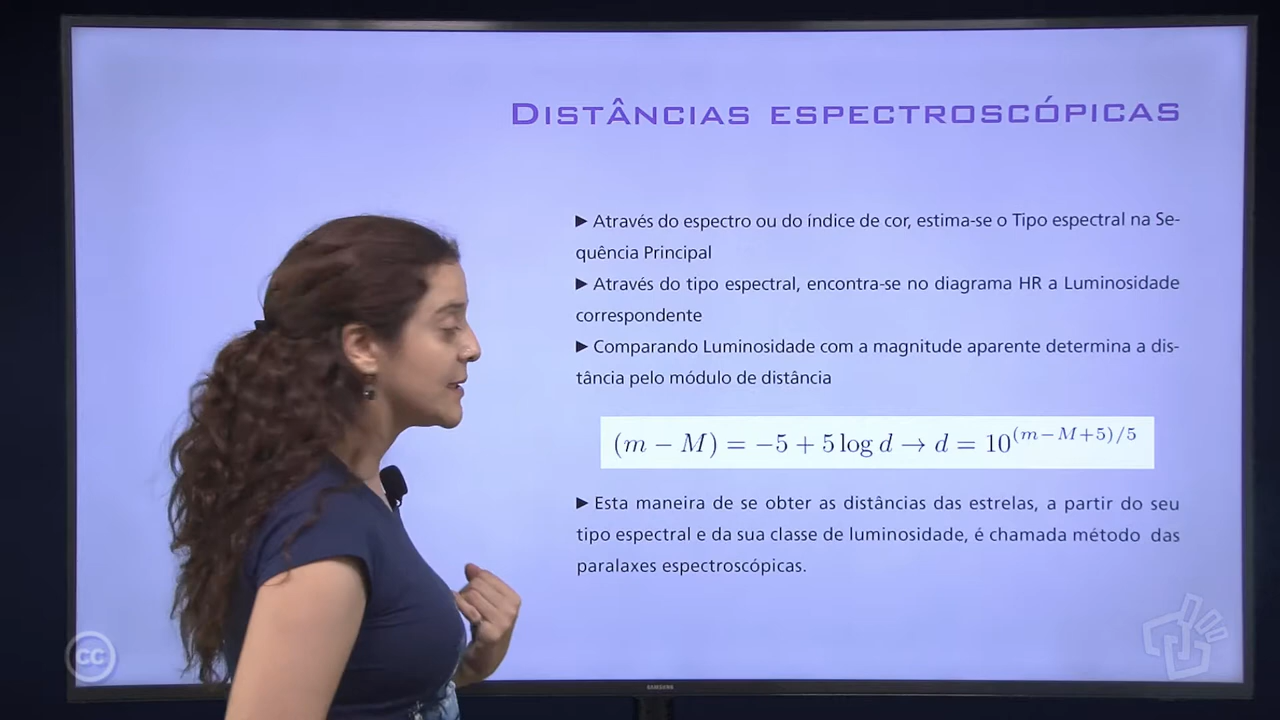 DISTÂNCIAS ESPECTROSCÓPICAS
► Através do espectro ou do índice de cor, estima-se o Tipo espectral na Se-
quência Principal
► Através do tipo espectral, encontra-se no diagrama HR a Luminosidade
correspondente
► Comparando Luminosidade com a magnitude aparente determina a dis-
tância pelo módulo de distância
(m − M) = −5 + 5 log d → d = 10^(m−M+5)/5
► Esta maneira de se obter as distâncias das estrelas, a partir do seu
tipo espectral e da sua classe de luminosidade, é chamada método das
paralaxes espectroscópicas.
cc
SAMSUNG